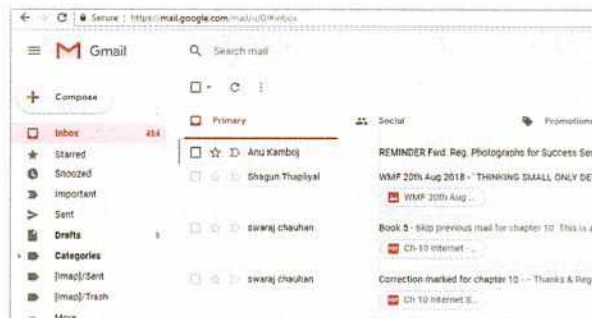 Secure | https://mail.google.com/mail/u/0/#inbox
Gmail
Search mail
Compose
Primary
Social
Promotions
Inbox 414
Starred
Snoozed
Important
Sent
Drafts
Categories
[Imap]/Sent
[Imap]/Trash
More
Anu Kamboj REMINDER Fwd: Reg. Photographs for Success Ser
Shagun Thapliyal WMF 20th Aug 2018 - `THINKING SMALL ONLY DE
WMF 20th Aug ...
swaraj chauhan Book 5 - Skip previous mail for chapter 10 This is a
Ch-10 Internet - ...
swaraj chauhan Correction marked for chapter 10 - -- Thanks & Reg
Ch 10 Internet S...